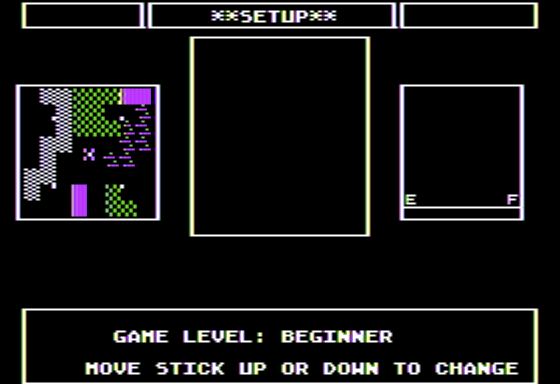 **SETUP**
E F
GAME LEVEL: BEGINNER
MOVE STICK UP OR DOWN TO CHANGE